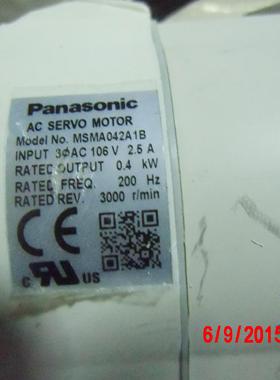 Panasonic
AC SERVO MOTOR
Model No. MSMA042A1B
INPUT 3ΦAC 106 V 2.5 A
RATED OUTPUT 0.4 kW
RATED FREQ. 200 Hz
RATED REV. 3000 r/min
CE
C RU US
6/9/2015